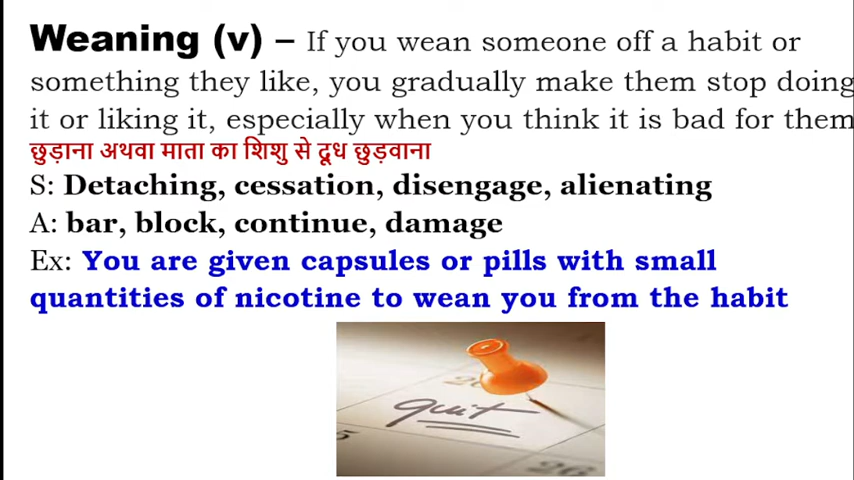 Weaning (v) – If you wean someone off a habit or
something they like, you gradually make them stop doing
it or liking it, especially when you think it is bad for them
छुड़ाना अथवा माता का शिशु से दूध छुड़वाना
S: Detaching, cessation, disengage, alienating
A: bar, block, continue, damage
Ex: You are given capsules or pills with small
quantities of nicotine to wean you from the habit
quit
5
26